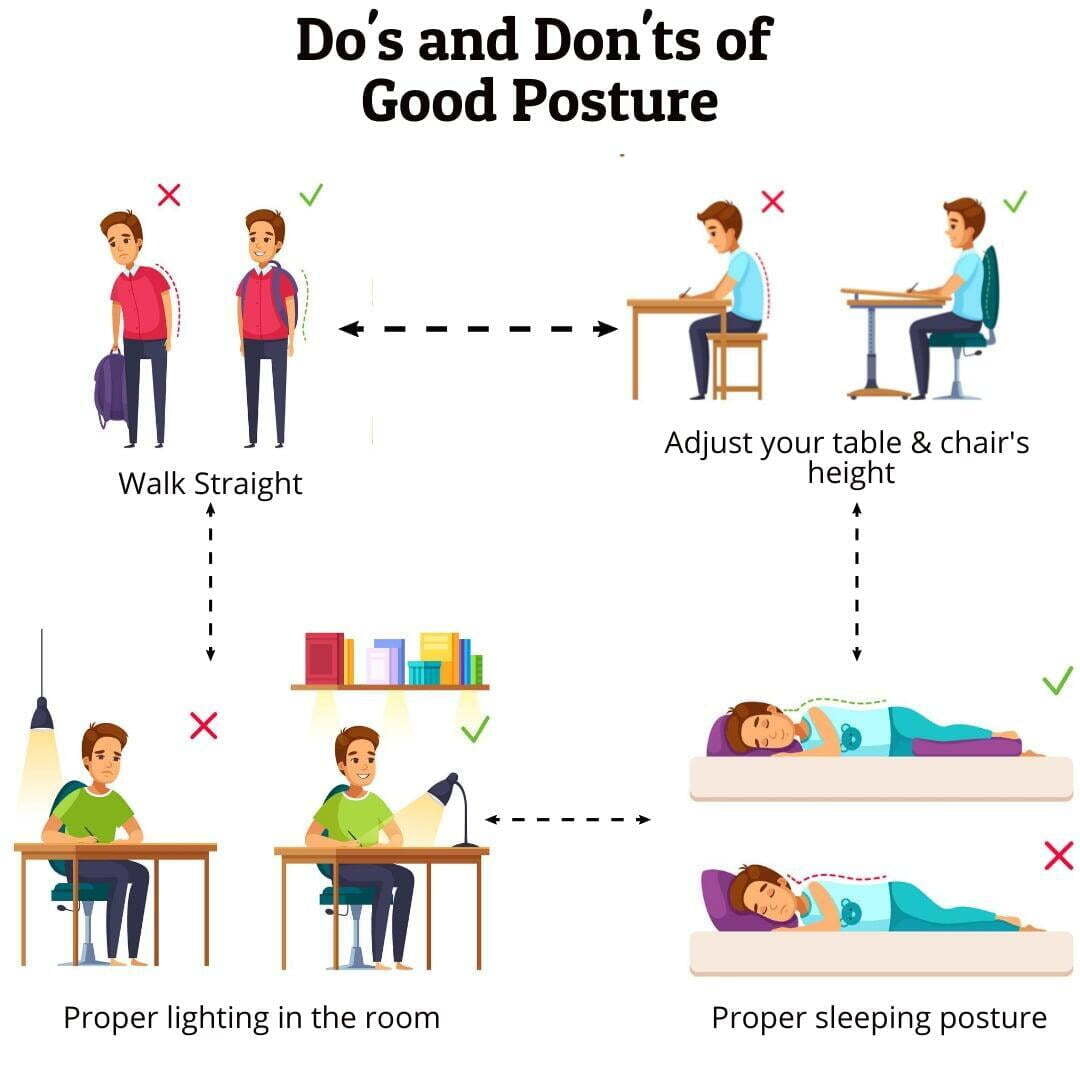 Do's and Don'ts of
Good Posture
Walk Straight
Adjust your table & chair's
height
Proper lighting in the room
Proper sleeping posture